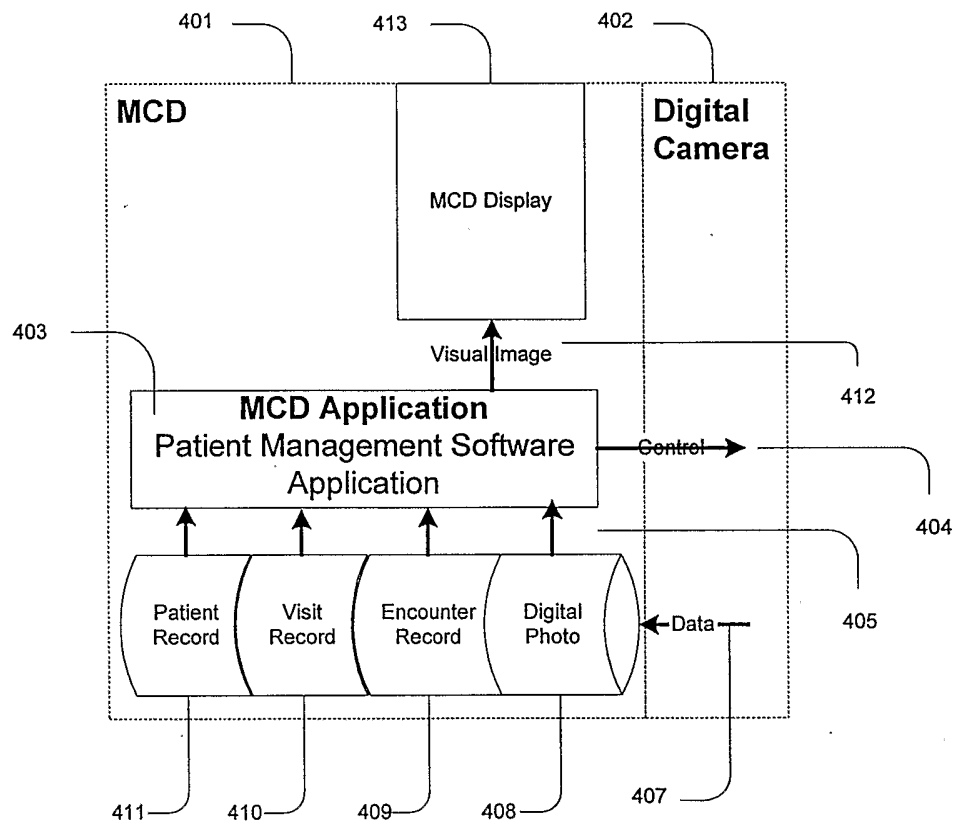 401
413
402
MCD
Digital
Camera
MCD Display
403
Visual Image
412
MCD Application
Patient Management Software
Application
Control
404
Patient
Record
Visit
Record
Encounter
Record
Digital
Photo
Data
405
411
410
409
408
407